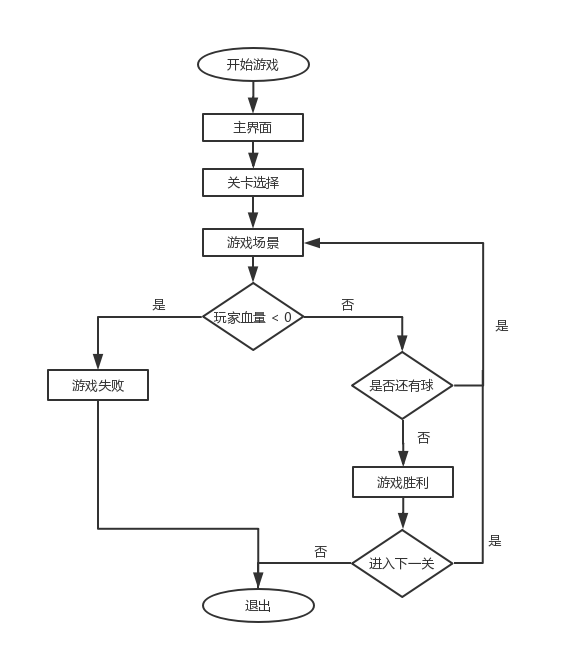 开始游戏
主界面
关卡选择
游戏场景
玩家血量 < 0
是
否
是
游戏失败
是否还有球
否
游戏胜利
进入下一关
否
是
退出